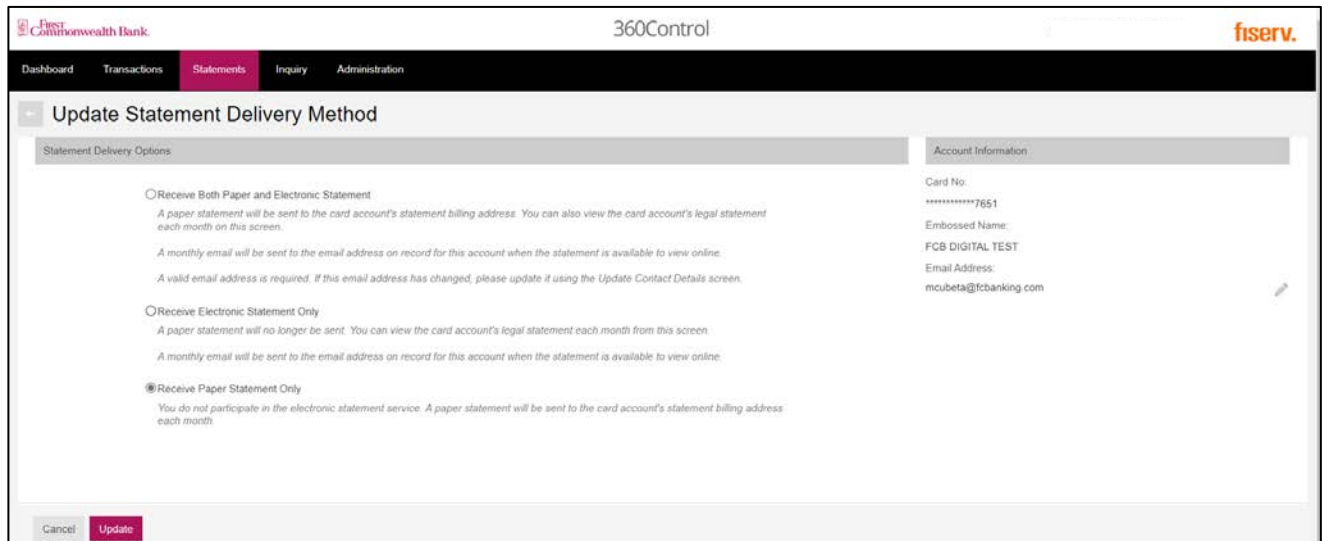 FIRST
Commonwealth Bank.
360Control
fiserv.
Dashboard Transactions Statements Inquiry Administration
Update Statement Delivery Method
Statement Delivery Options
Receive Both Paper and Electronic Statement
A paper statement will be sent to the card account's statement billing address. You can also view the card account's legal statement
each month on this screen.
A monthly email will be sent to the email address on record for this account when the statement is available to view online.
A valid email address is required. If this email address has changed, please update it using the Update Contact Details screen.
Receive Electronic Statement Only
A paper statement will no longer be sent. You can view the card account's legal statement each month from this screen.
A monthly email will be sent to the email address on record for this account when the statement is available to view online.
Receive Paper Statement Only
You do not participate in the electronic statement service. A paper statement will be sent to the card account's statement billing address
each month.
Account Information
Card No:
************7651
Embossed Name:
FCB DIGITAL TEST
Email Address:
mcubeta@fcbanking.com
Cancel Update